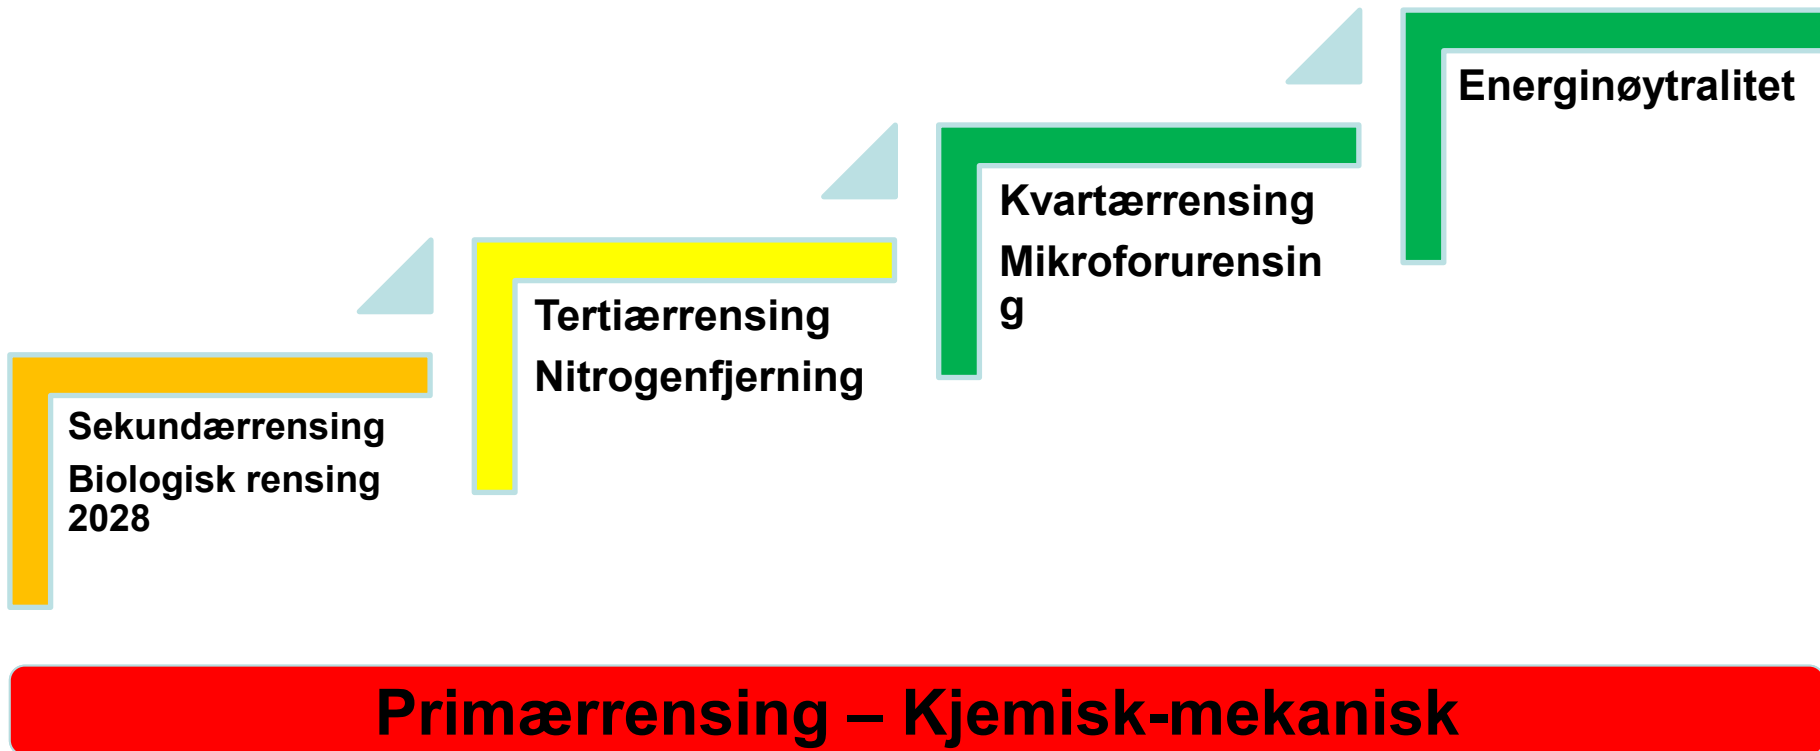 Energinøytralitet
Kvartærrensing
Mikroforurensin
g
Tertiærrensing
Nitrogenfjerning
Sekundærrensing
Biologisk rensing
2028
Primærrensing – Kjemisk-mekanisk